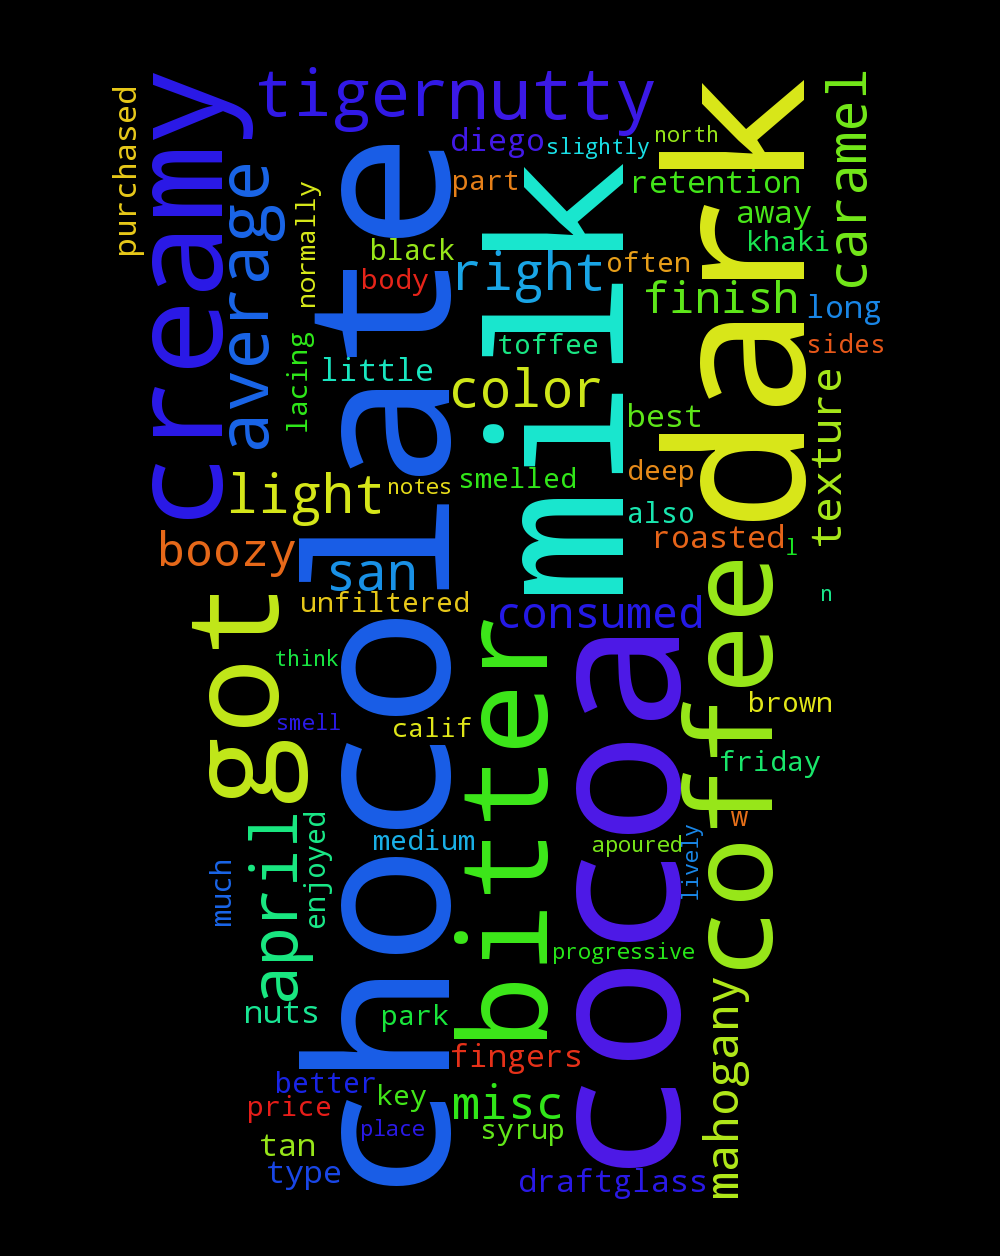 tiger
nutty
creamy
purchased
average
normally
chocolate
diego
slightly
north
dark
caramel
part
milk
retention
away
khaki
black
body
right
often
finish
long
lacing
little
toffee
sides
color
best
texture
light
notes
smelled
deep
also
roasted
l
boozy
san
unfiltered
consumed
n
got
think
bitter
cocoa
coffee
smell
calif
brown
friday
april
enjoyed
much
medium
apoured
lively
w
progressive
nuts
park
mahogany
fingers
better
price
key
misc
place
syrup
tan
type
draftglass